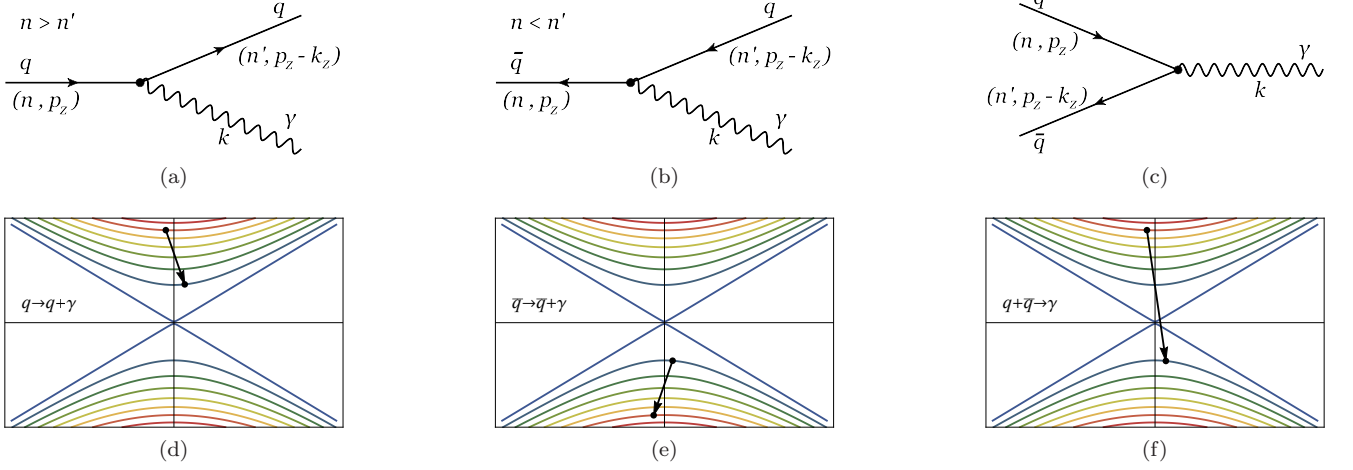 n > n'
q
q
(n, p_z)
(n', p_z - k_z)
k
γ
(a)
n < n'
q̄
q
(n, p_z)
(n', p_z - k_z)
k
γ
(b)
q
(n, p_z)
(n', p_z - k_z)
q̄
γ
k
(c)
q→q+γ
(d)
q̄→q̄+γ
(e)
q+q̄→γ
(f)